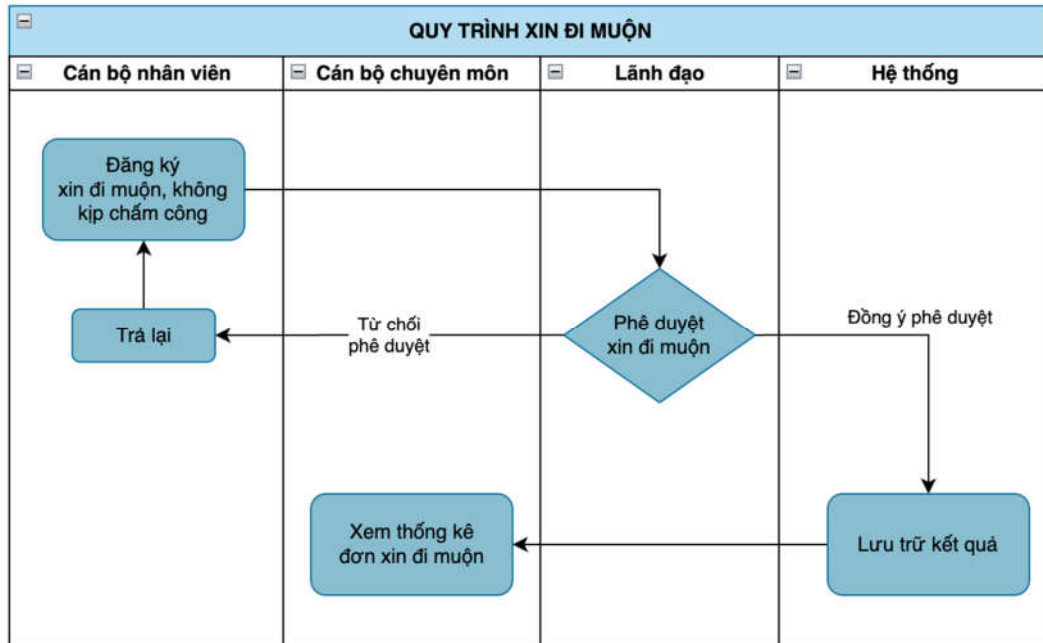 QUY TRÌNH XIN ĐI MUỘN
Cán bộ nhân viên
Cán bộ chuyên môn
Lãnh đạo
Hệ thống
Đăng ký
xin đi muộn, không
kịp chấm công
Trả lại
Từ chối
phê duyệt
Phê duyệt
xin đi muộn
Đồng ý phê duyệt
Xem thống kê
đơn xin đi muộn
Lưu trữ kết quả